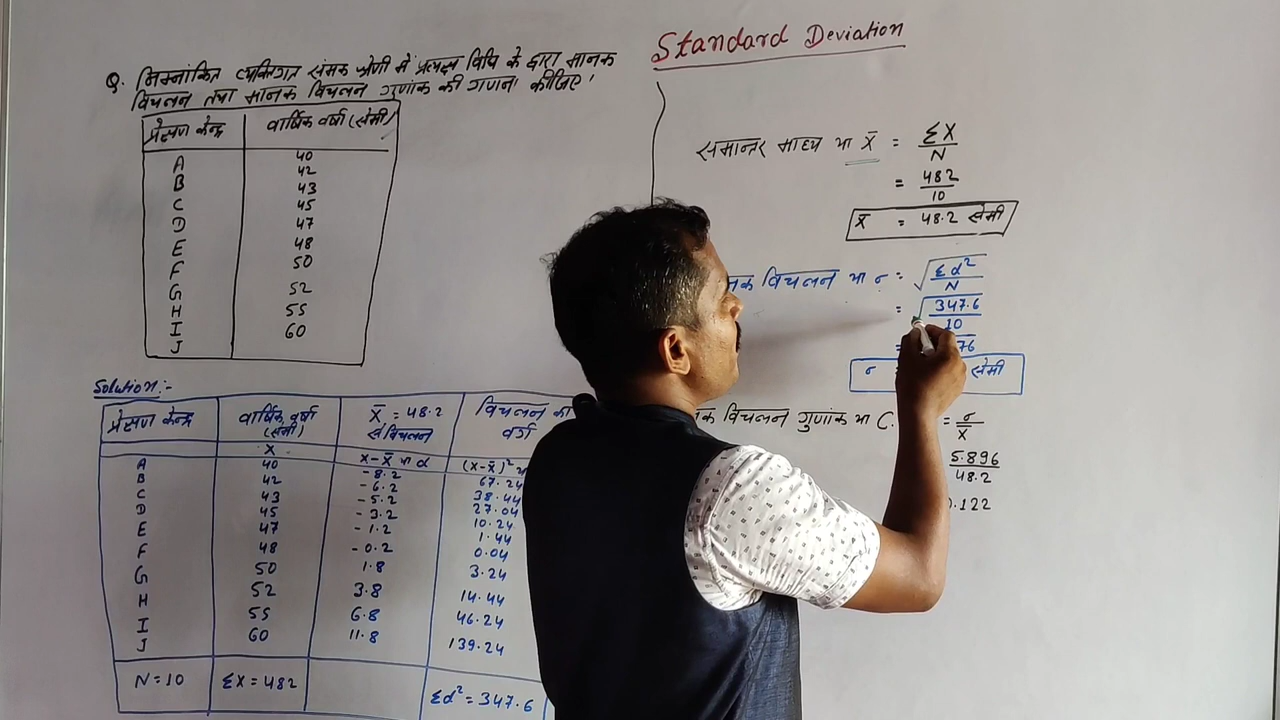 Standard Deviation
Q. निम्नांकित व्यक्तिगत समंक श्रेणी में प्रत्यक्ष विधि के द्वारा मानक
विचलन तथा मानक विचलन गुणांक की गणना कीजिए।
प्रेक्षण केन्द्र वार्षिक वर्षा (सेमी)
A 40
B 42
C 43
D 45
E 47
F 48
G 50
H 52
I 55
J 60
Solution:-
प्रेक्षण केन्द्र वार्षिक वर्षा (सेमी) X̄ = 48.2 से विचलन विचलन का वर्ग
X X-X̄ या d (X-X̄)²
A 40 -8.2 67.24
B 42 -6.2 38.44
C 43 -5.2 27.04
D 45 -3.2 10.24
E 47 -1.2 1.44
F 48 -0.2 0.04
G 50 1.8 3.24
H 52 3.8 14.44
I 55 6.8 46.24
J 60 11.8 139.24
N = 10 ΣX = 482 Σd² = 347.6
समान्तर माध्य या X̄ = ΣX/N
= 482/10
X̄ = 48.2 सेमी
विचलन या σ = √Σd²/N
= √347.6/10
76
σ सेमी
विचलन गुणांक या C. = σ/X̄
5.896/48.2
.122